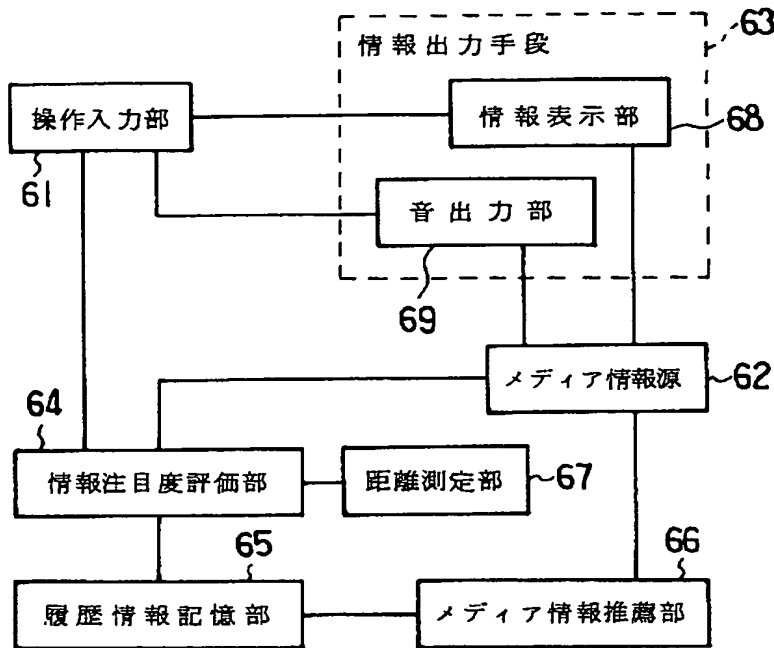 情報出力手段
63
操作入力部
情報表示部
68
61
音出力部
69
メディア情報源
62
64
情報注目度評価部
距離測定部
67
65
66
履歴情報記憶部
メディア情報推薦部